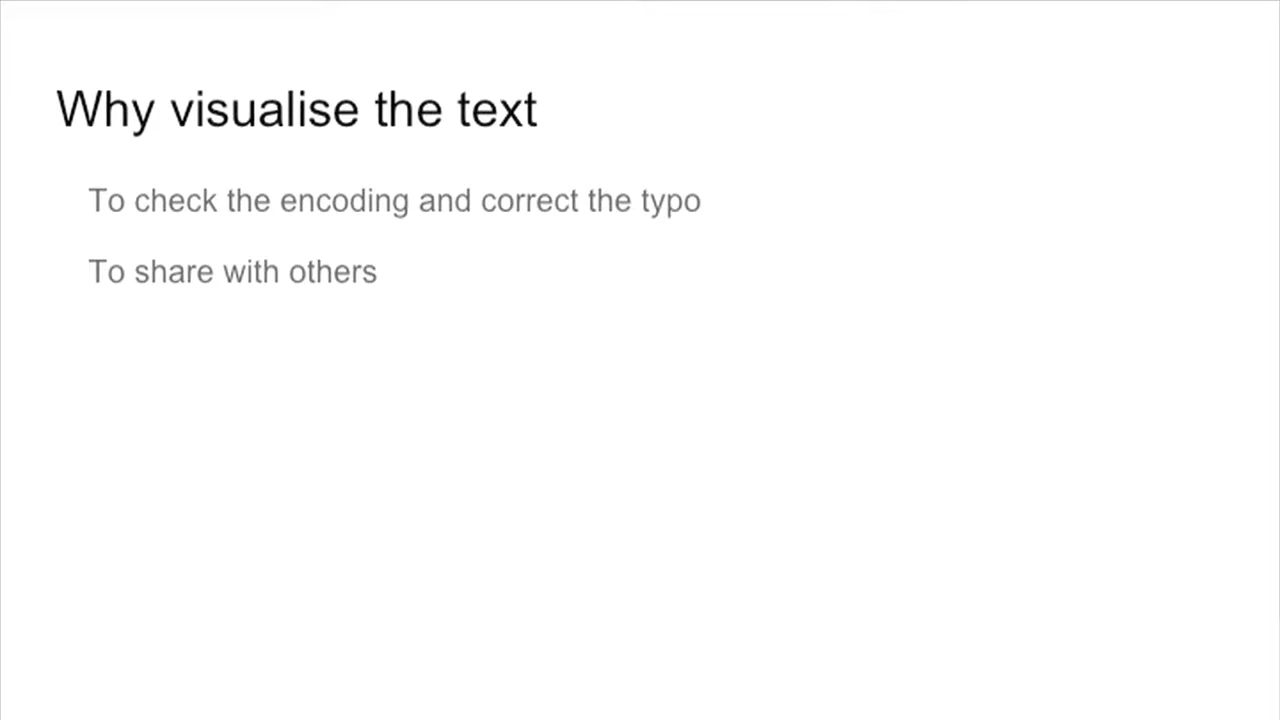 Why visualise the text
To check the encoding and correct the typo
To share with others